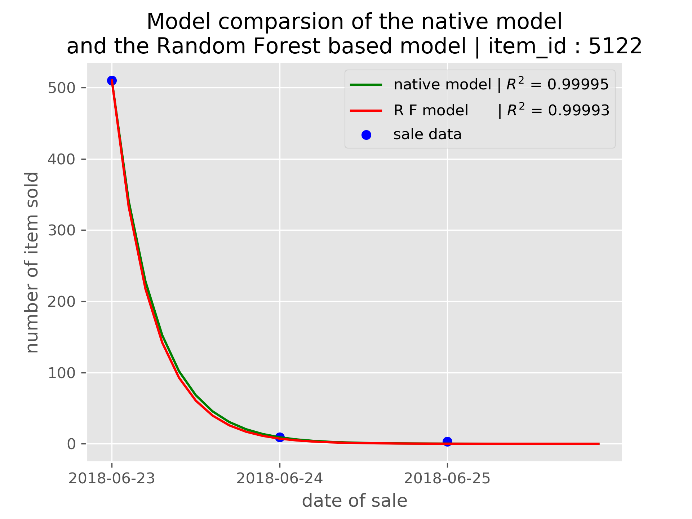 Model comparsion of the native model
and the Random Forest based model | item_id : 5122
native model | R² = 0.99995
R F model | R² = 0.99993
sale data
number of item sold
500
400
300
200
100
0
2018-06-23
2018-06-24
2018-06-25
date of sale